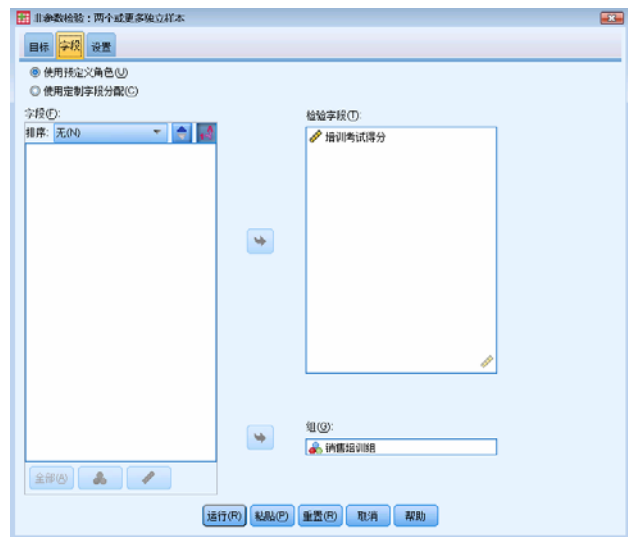 非参数检验：两个或更多独立样本
目标 字段 设置
使用预定义角色(U)
使用定制字段分配(C)
字段(F):
排序: 无(N)
检验字段(T):
培训考试得分
组(G):
销售培训组
全部(A)
运行(R) 粘贴(P) 重置(R) 取消 帮助